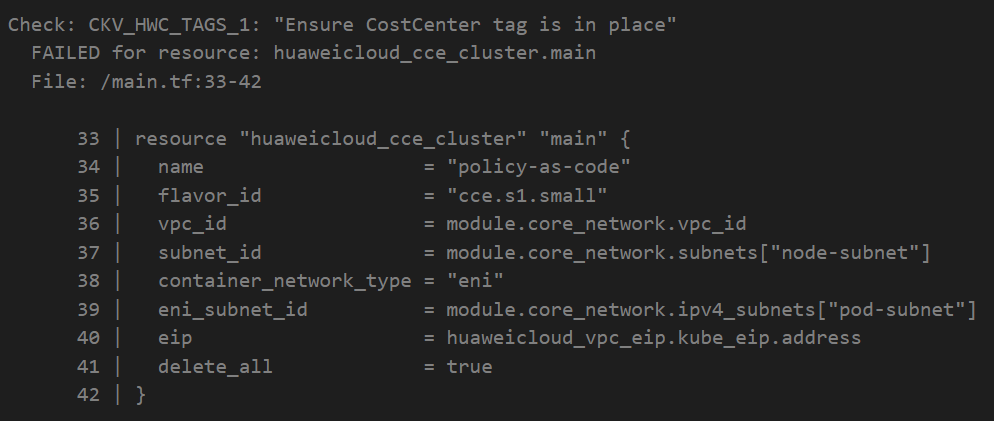 Check: CKV_HWC_TAGS_1: "Ensure CostCenter tag is in place"
FAILED for resource: huaweicloud_cce_cluster.main
File: /main.tf:33-42
33 | resource "huaweicloud_cce_cluster" "main" {
34 |   name                   = "policy-as-code"
35 |   flavor_id              = "cce.s1.small"
36 |   vpc_id                 = module.core_network.vpc_id
37 |   subnet_id              = module.core_network.subnets["node-subnet"]
38 |   container_network_type = "eni"
39 |   eni_subnet_id          = module.core_network.ipv4_subnets["pod-subnet"]
40 |   eip                    = huaweicloud_vpc_eip.kube_eip.address
41 |   delete_all             = true
42 | }